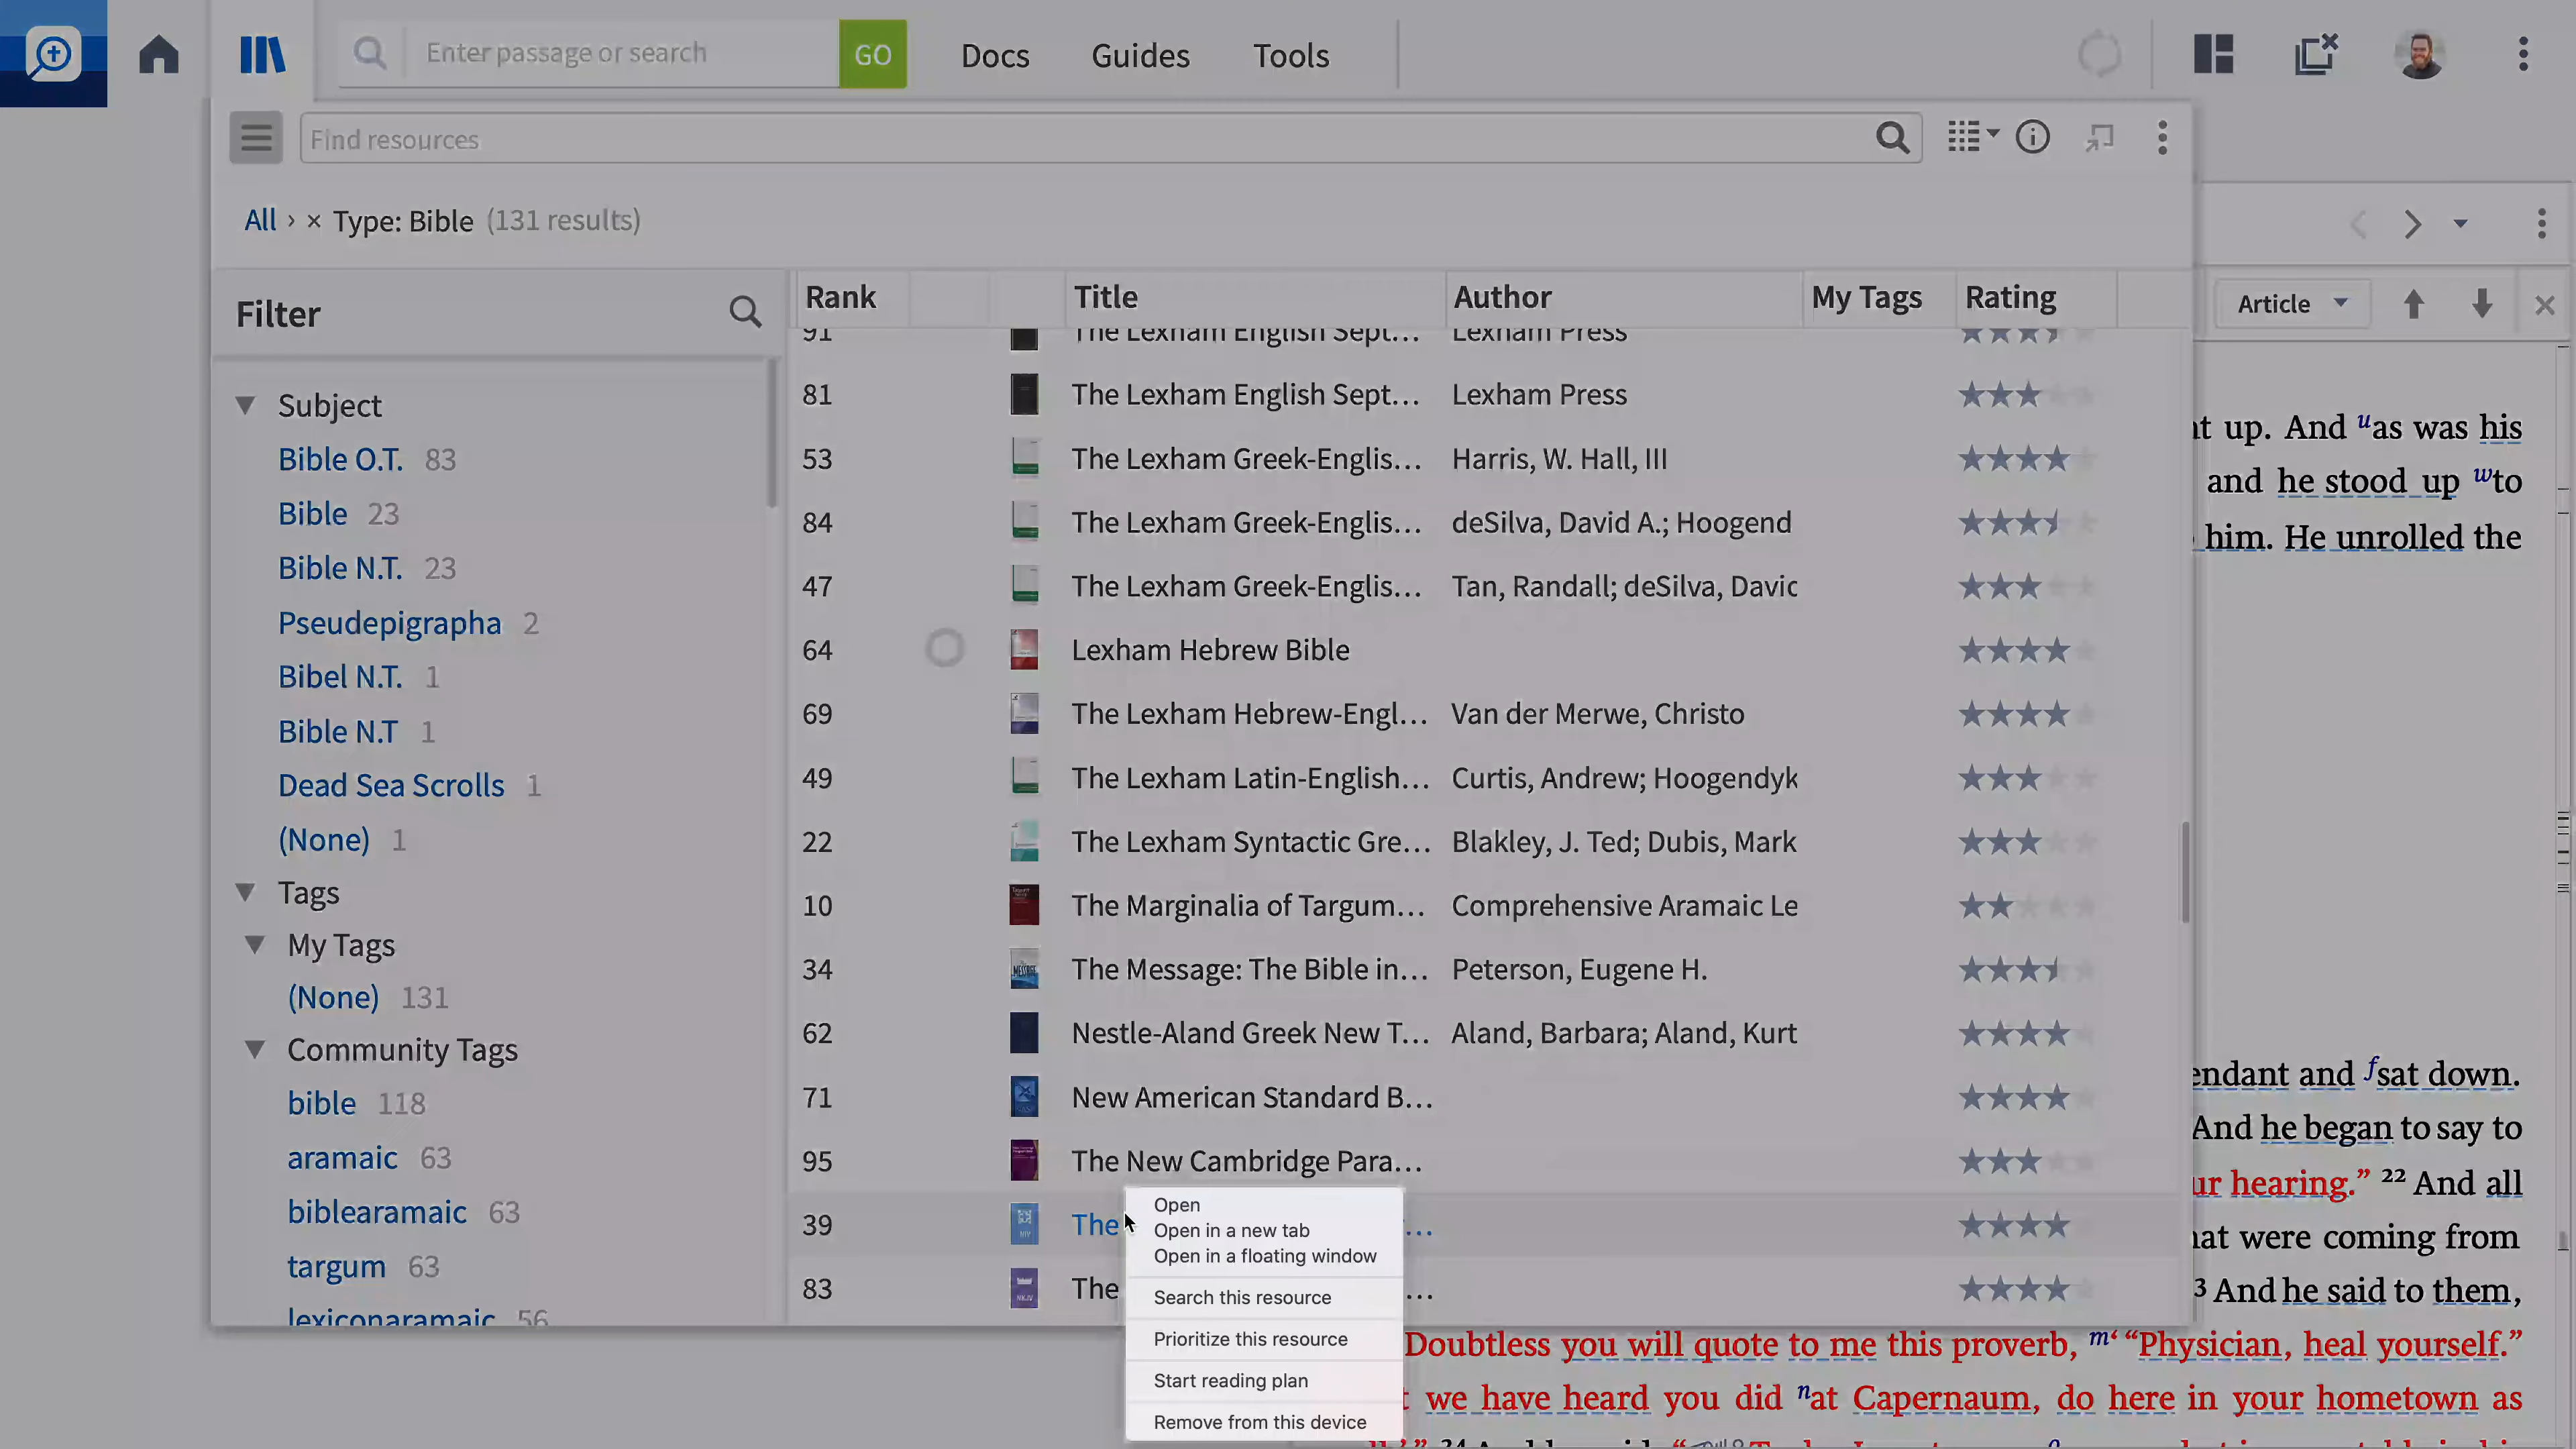 Enter passage or search GO Docs Guides Tools
Find resources
All › × Type: Bible (131 results)
Filter
Subject
Bible O.T. 83
Bible 23
Bible N.T. 23
Pseudepigrapha 2
Bibel N.T. 1
Bible N.T 1
Dead Sea Scrolls 1
(None) 1
Tags
My Tags
(None) 131
Community Tags
bible 118
aramaic 63
biblearamaic 63
targum 63
lexiconaramaic 56
Rank Title Author My Tags Rating
91 The Lexham English Sept... Lexham Press
81 The Lexham English Sept... Lexham Press
53 The Lexham Greek-Englis... Harris, W. Hall, III
84 The Lexham Greek-Englis... deSilva, David A.; Hoogend
47 The Lexham Greek-Englis... Tan, Randall; deSilva, Davic
64 Lexham Hebrew Bible
69 The Lexham Hebrew-Engl... Van der Merwe, Christo
49 The Lexham Latin-English... Curtis, Andrew; Hoogendyk
22 The Lexham Syntactic Gre... Blakley, J. Ted; Dubis, Mark
10 The Marginalia of Targum... Comprehensive Aramaic Le
34 The Message: The Bible in... Peterson, Eugene H.
62 Nestle-Aland Greek New T... Aland, Barbara; Aland, Kurt
71 New American Standard B...
95 The New Cambridge Para...
39 The ...
83 The ...
Open
Open in a new tab
Open in a floating window
Search this resource
Prioritize this resource
Start reading plan
Remove from this device
Article
up. And u as was his
and he stood up w to
him. He unrolled the
and f sat down.
And he began to say to
hearing.” 22 And all
were coming from
3 And he said to them,
Doubtless you will quote to me this proverb, m ‘ “Physician, heal yourself.”
we have heard you did n at Capernaum, do here in your hometown as